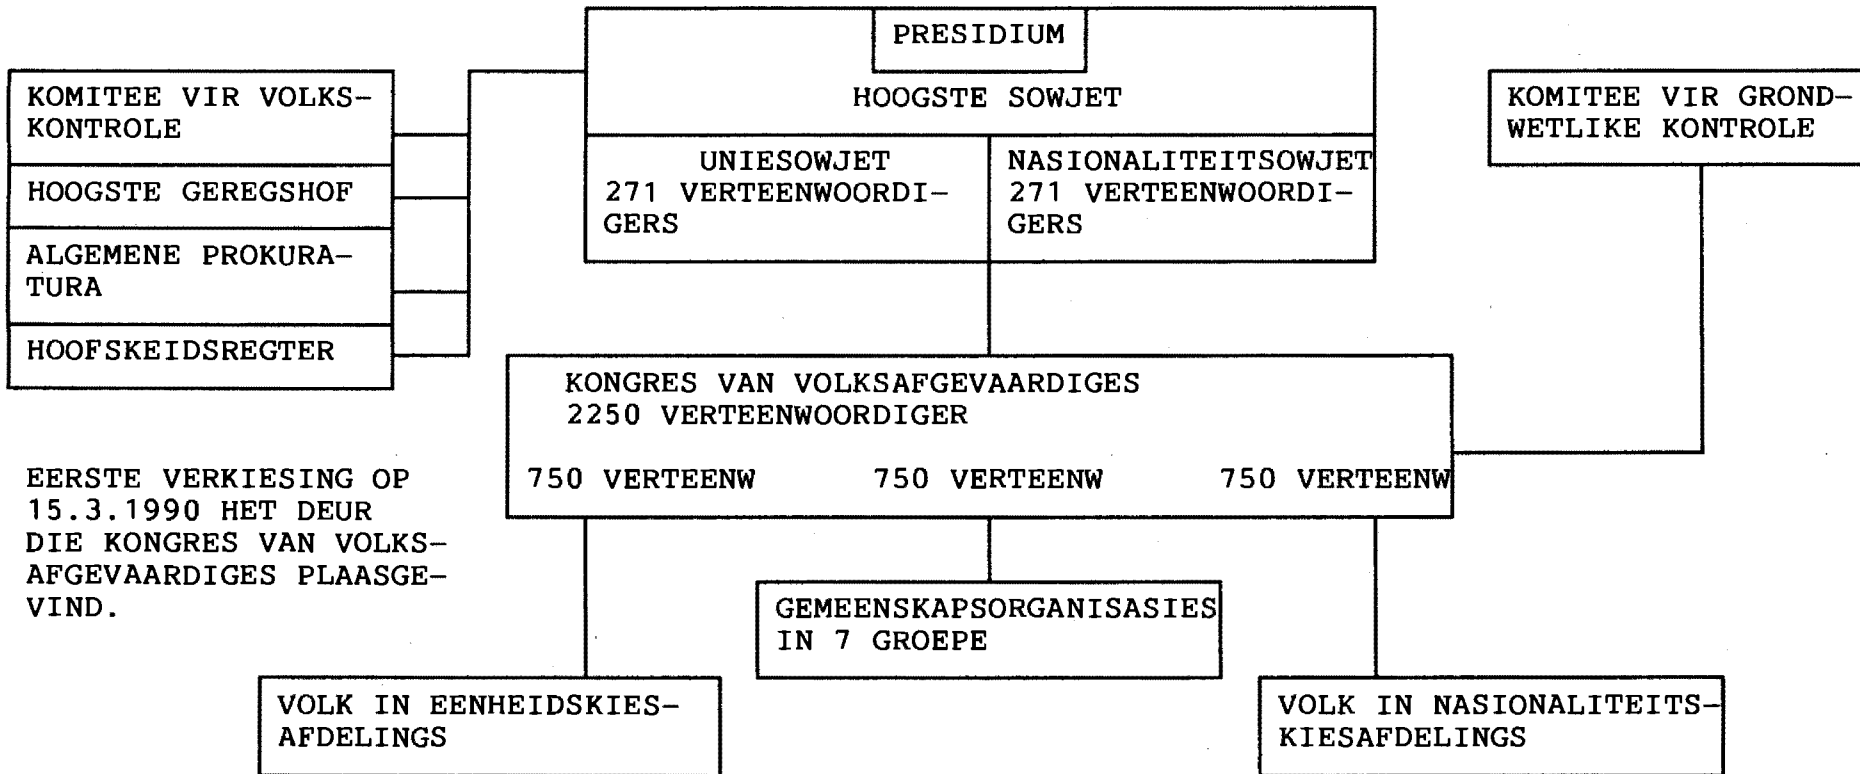 PRESIDIUM
HOOGSTE SOWJET
UNIESOWJET
271 VERTEENWOORDI–
GERS
NASIONALITEITSOWJET
271 VERTEENWOORDI–
GERS
KOMITEE VIR VOLKS–
KONTROLE
HOOGSTE GEREGSHOF
ALGEMENE PROKURA–
TURA
HOOFSKEIDSREGTER
KOMITEE VIR GROND–
WETLIKE KONTROLE
KONGRES VAN VOLKSAFGEVAARDIGES
2250 VERTEENWOORDIGER
750 VERTEENW 750 VERTEENW 750 VERTEENW
EERSTE VERKIESING OP
15.3.1990 HET DEUR
DIE KONGRES VAN VOLKS–
AFGEVAARDIGES PLAASGE–
VIND.
GEMEENSKAPSORGANISASIES
IN 7 GROEPE
VOLK IN EENHEIDSKIES–
AFDELINGS
VOLK IN NASIONALITEITS–
KIESAFDELINGS